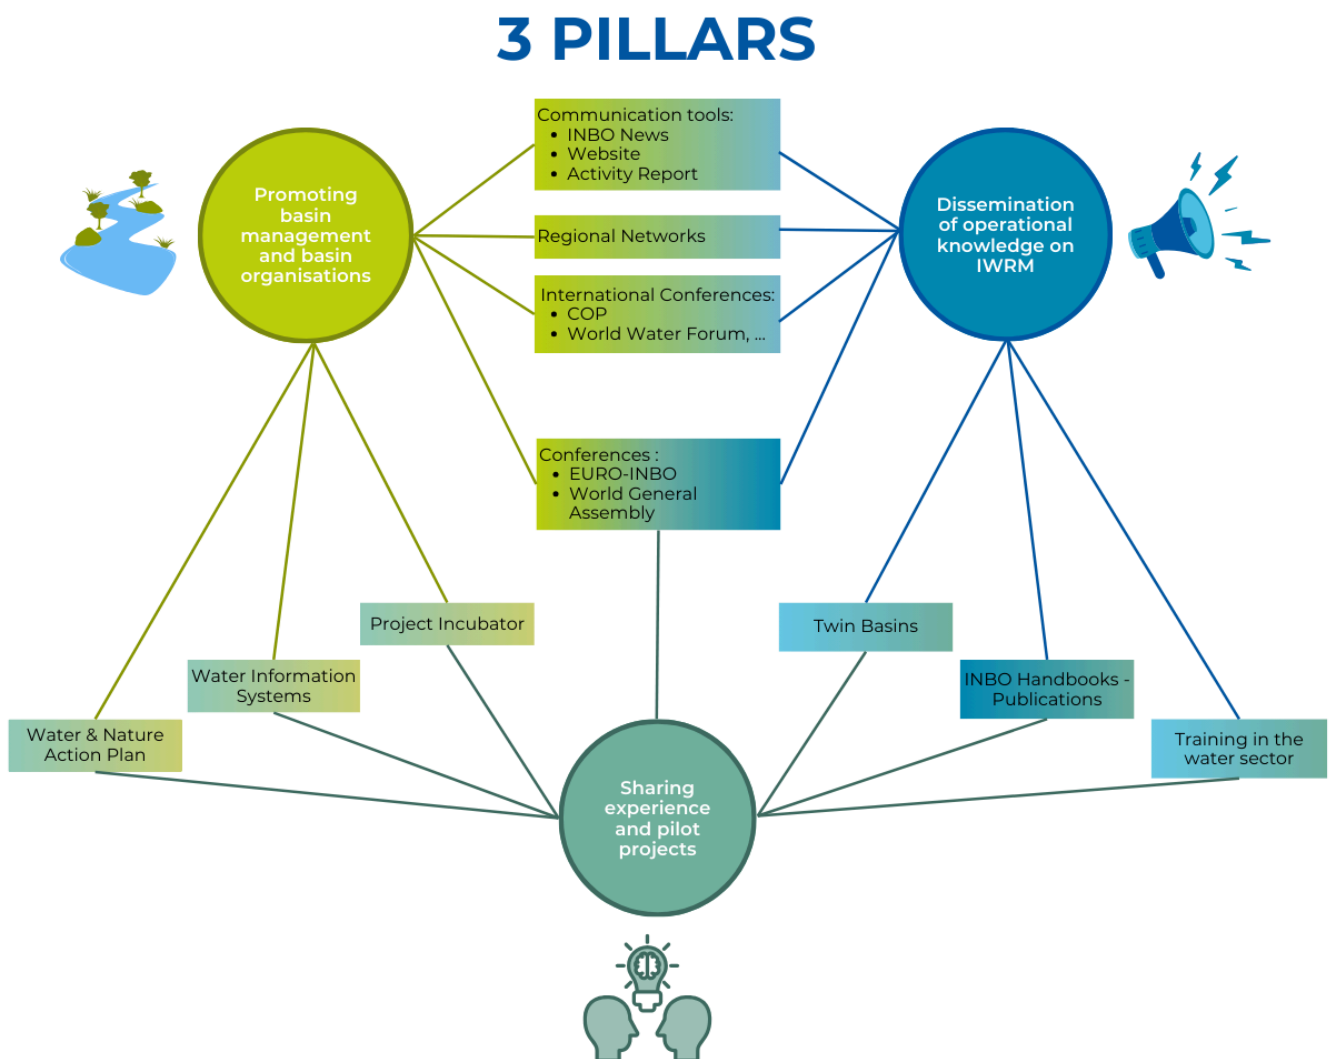 3 PILLARS
Promoting
basin
management
and basin
organisations
Communication tools:
• INBO News
• Website
• Activity Report
Regional Networks
International Conferences:
• COP
• World Water Forum, ...
Dissemination
of operational
knowledge on
IWRM
Conferences :
• EURO-INBO
• World General
Assembly
Project Incubator
Water Information
Systems
Water & Nature
Action Plan
Twin Basins
INBO Handbooks -
Publications
Training in the
water sector
Sharing
experience
and pilot
projects